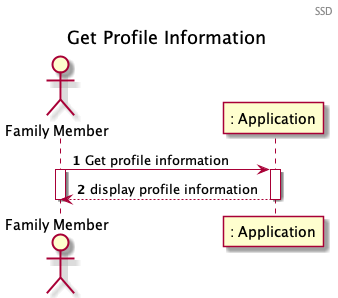 SSD
Get Profile Information
Family Member
: Application
1 Get profile information
2 display profile information
Family Member
: Application